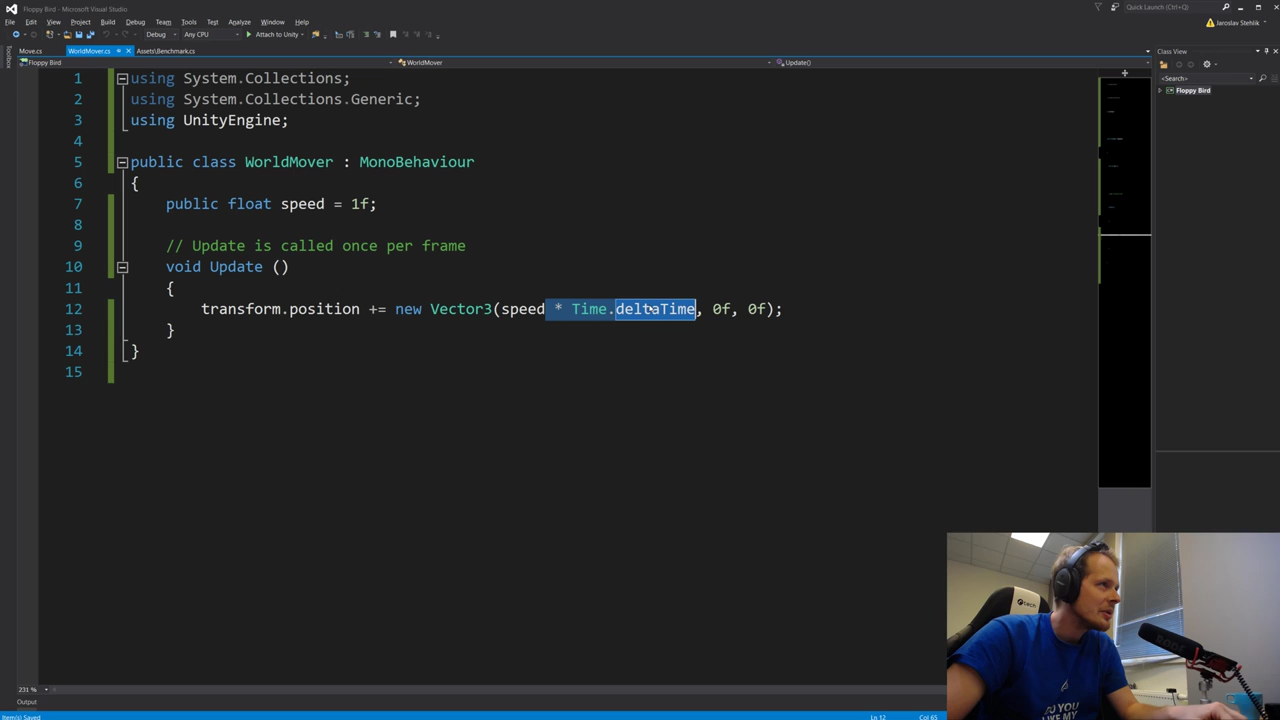 Floppy Bird - Microsoft Visual Studio
Quick Launch (Ctrl+Q)
File Edit View Project Build Debug Team Tools Test Analyze Window Help
Jaroslav Stehlik
Debug Any CPU Attach to Unity
Toolbox
Move.cs WorldMover.cs Assets\Benchmark.cs
Class View
Floppy Bird WorldMover Update()
<Search>
Floppy Bird
1 using System.Collections;
2 using System.Collections.Generic;
3 using UnityEngine;
4
5 public class WorldMover : MonoBehaviour
6 {
7 public float speed = 1f;
8
9 // Update is called once per frame
10 void Update ()
11 {
12 transform.position += new Vector3(speed * Time.deltaTime, 0f, 0f);
13 }
14 }
15
231 %
Output
Item(s) Saved Ln 12 Col 65
RODE
YOU
LIKE MY